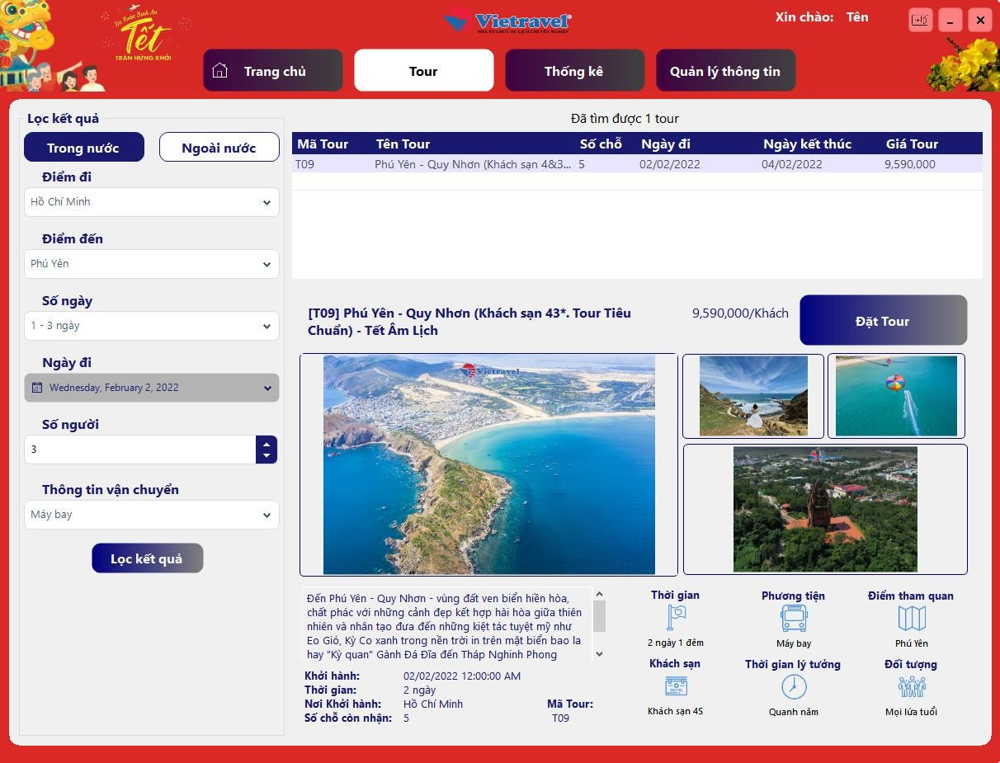 Du Xuân Bình An
Tết
TRÀN HỨNG KHỞI
Vietravel
NHÀ TỔ CHỨC DU LỊCH CHUYÊN NGHIỆP
Xin chào: Tên
Trang chủ
Tour
Thống kê
Quản lý thông tin
Lọc kết quả
Trong nước
Ngoài nước
Điểm đi
Hồ Chí Minh
Điểm đến
Phú Yên
Số ngày
1 - 3 ngày
Ngày đi
Wednesday, February 2, 2022
Số người
3
Thông tin vận chuyển
Máy bay
Lọc kết quả
Đã tìm được 1 tour
Mã Tour Tên Tour Số chỗ Ngày đi Ngày kết thúc Giá Tour
T09 Phú Yên - Quy Nhơn (Khách sạn 4&3... 5 02/02/2022 04/02/2022 9,590,000
[T09] Phú Yên - Quy Nhơn (Khách sạn 43*. Tour Tiêu
Chuẩn) - Tết Âm Lịch
9,590,000/Khách
Đặt Tour
Vietravel
Đến Phú Yên - Quy Nhơn - vùng đất ven biển hiền hòa,
chất phác với những cảnh đẹp kết hợp hài hòa giữa thiên
nhiên và nhân tạo đưa đến những kiệt tác tuyệt mỹ như
Eo Gió, Kỳ Co xanh trong nền trời in trên mặt biển bao la
hay "Kỳ quan" Gành Đá Đĩa đến Tháp Nghinh Phong
Khởi hành: 02/02/2022 12:00:00 AM
Thời gian: 2 ngày
Nơi Khởi hành: Hồ Chí Minh
Mã Tour:
Số chỗ còn nhận: 5
T09
Thời gian
2 ngày 1 đêm
Phương tiện
Máy bay
Điểm tham quan
Phú Yên
Khách sạn
HOTEL
Khách sạn 4S
Thời gian lý tưởng
Quanh năm
Đối tượng
Mọi lứa tuổi